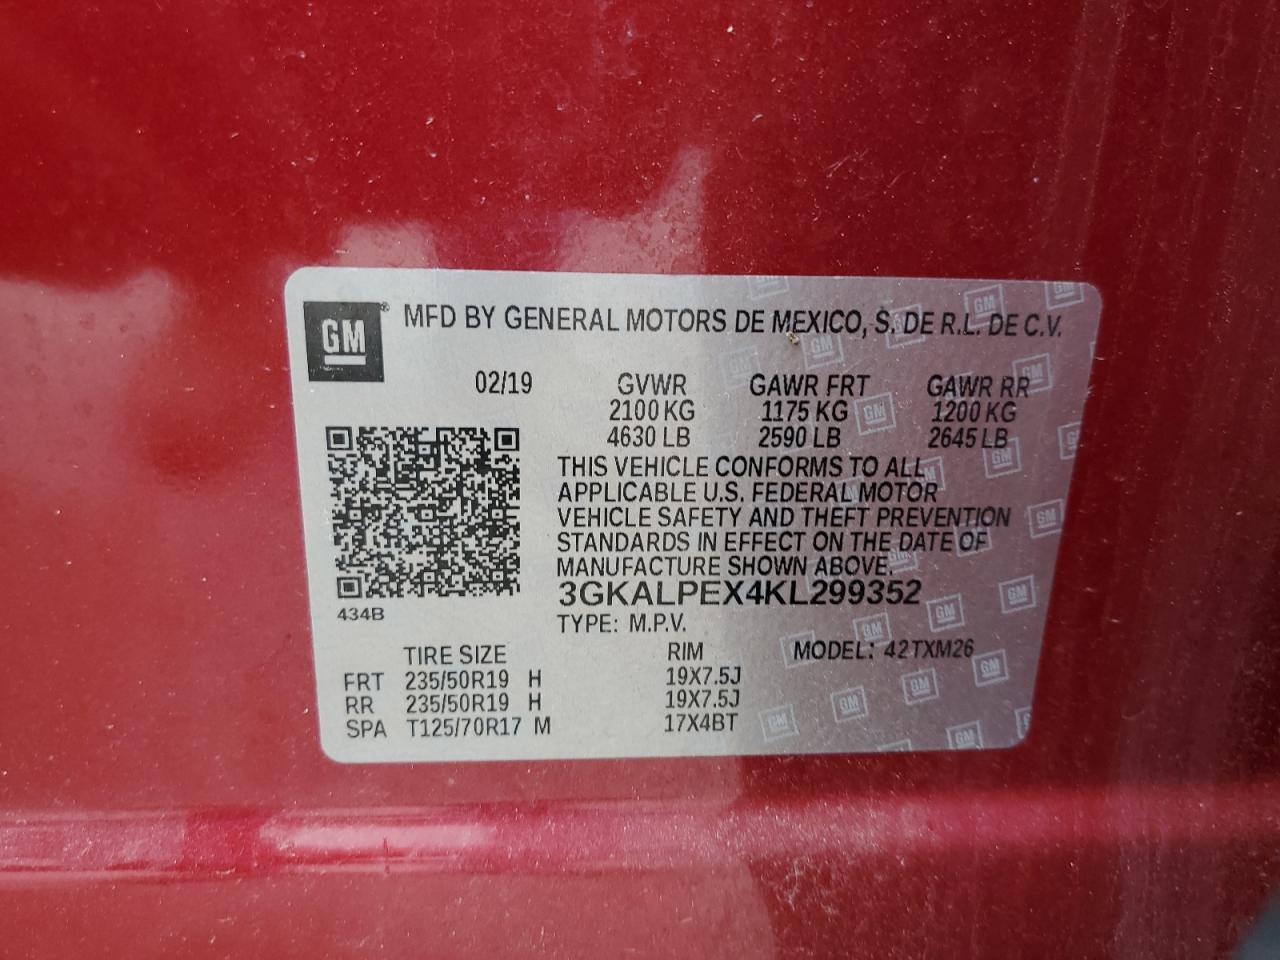 GM ® MFD BY GENERAL MOTORS DE MEXICO, S. DE R.L. DE C.V.
02/19 GVWR GAWR FRT GAWR RR
2100 KG 1175 KG 1200 KG
4630 LB 2590 LB 2645 LB
THIS VEHICLE CONFORMS TO ALL
APPLICABLE U.S. FEDERAL MOTOR
VEHICLE SAFETY AND THEFT PREVENTION
STANDARDS IN EFFECT ON THE DATE OF
MANUFACTURE SHOWN ABOVE.
3GKALPEX4KL299352
434B
TYPE: M.P.V.
TIRE SIZE RIM MODEL: 42TXM26
FRT 235/50R19 H 19X7.5J
RR 235/50R19 H 19X7.5J
SPA T125/70R17 M 17X4BT